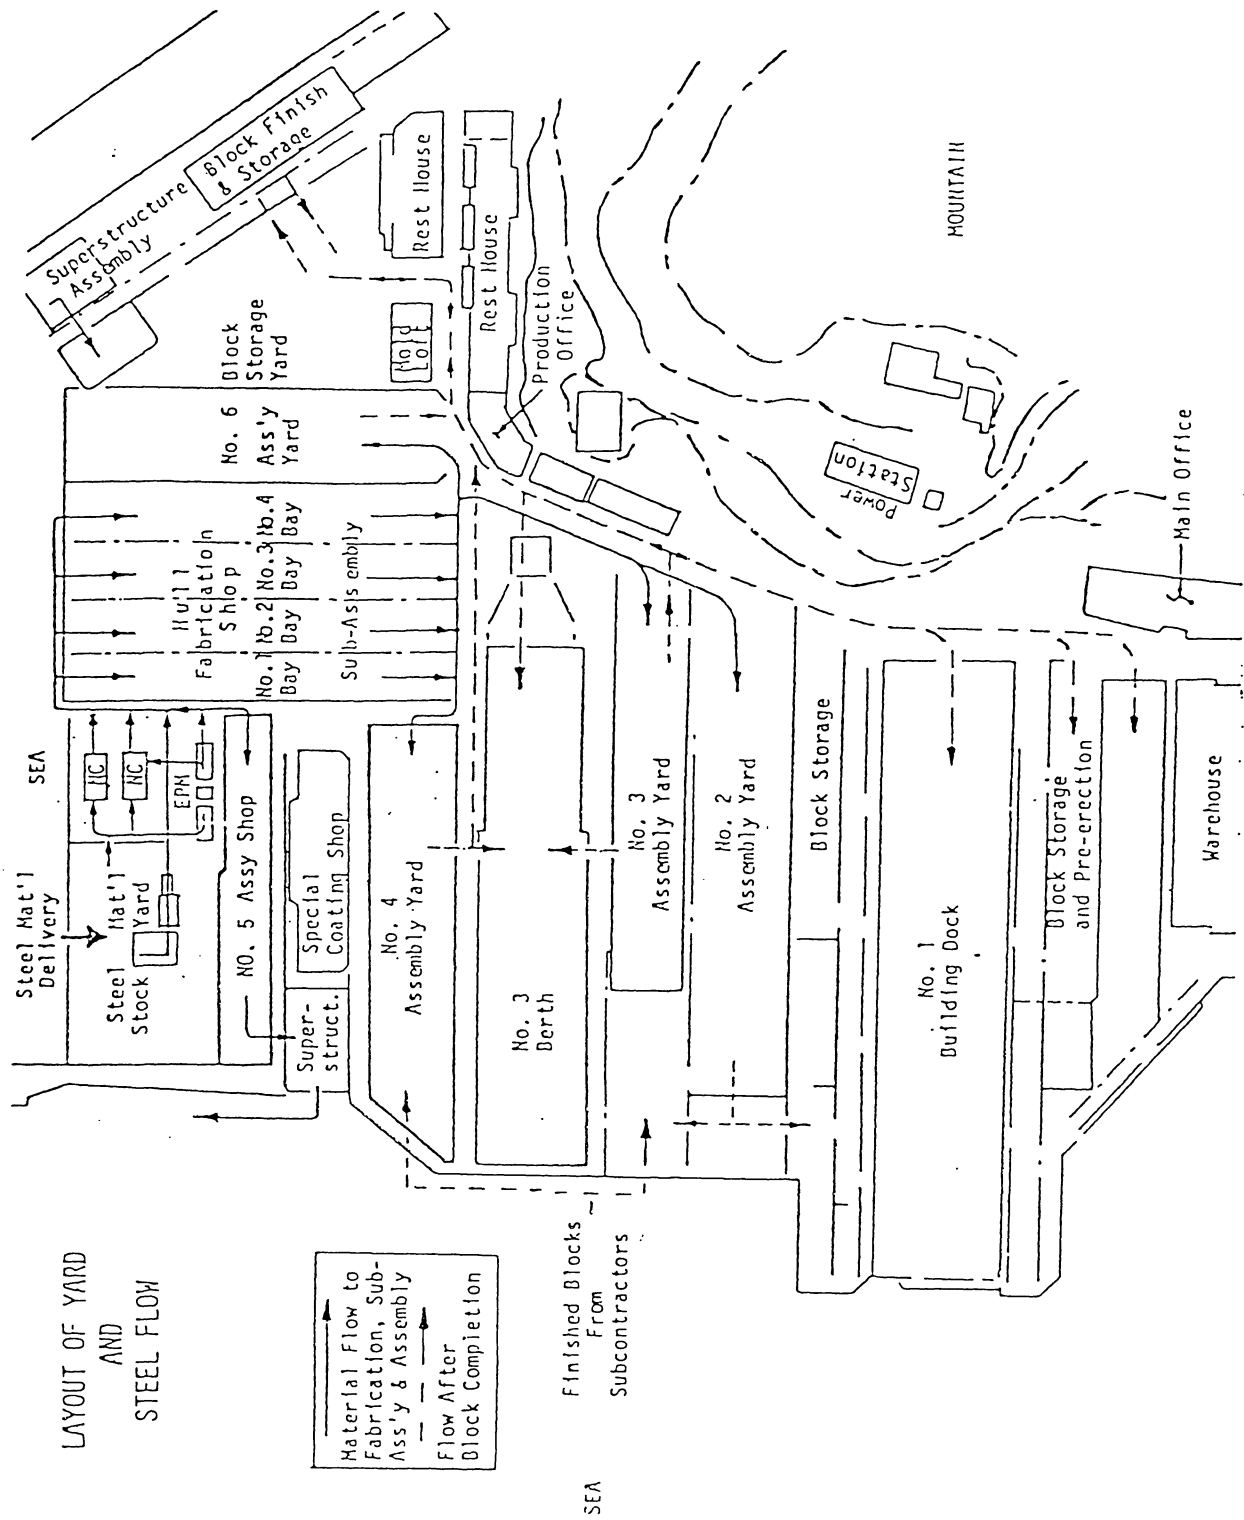 LAYOUT OF YARD
AND
STEEL FLOW
Material Flow to
Fabrication, Sub-
Ass'y & Assembly
Flow After
Block Completion
SEA
Finished Blocks
From
Subcontractors
Steel Mat'l
Delivery
SEA
Steel Mat'l
Stock Yard
NC
NC
EPM
NO. 5 Assy Shop
Super-
struct.
Special
Coating Shop
No. 4
Assembly Yard
No. 3
Berth
No. 3
Assembly Yard
No. 2
Assembly Yard
Block Storage
No. 1
Building Dock
Block Storage
and Pre-erection
Warehouse
Hull
Fabrication
Shop
No.1 No.2 No.3 No.4
Bay Bay Bay Bay
Sub-Assembly
No. 6
Ass'y
Yard
Block
Storage
Yard
Superstructure
Assembly
Block Finish
& Storage
Mold
Loft
Rest House
Rest House
Production
Office
MOUNTAIN
Power
Station
Main Office